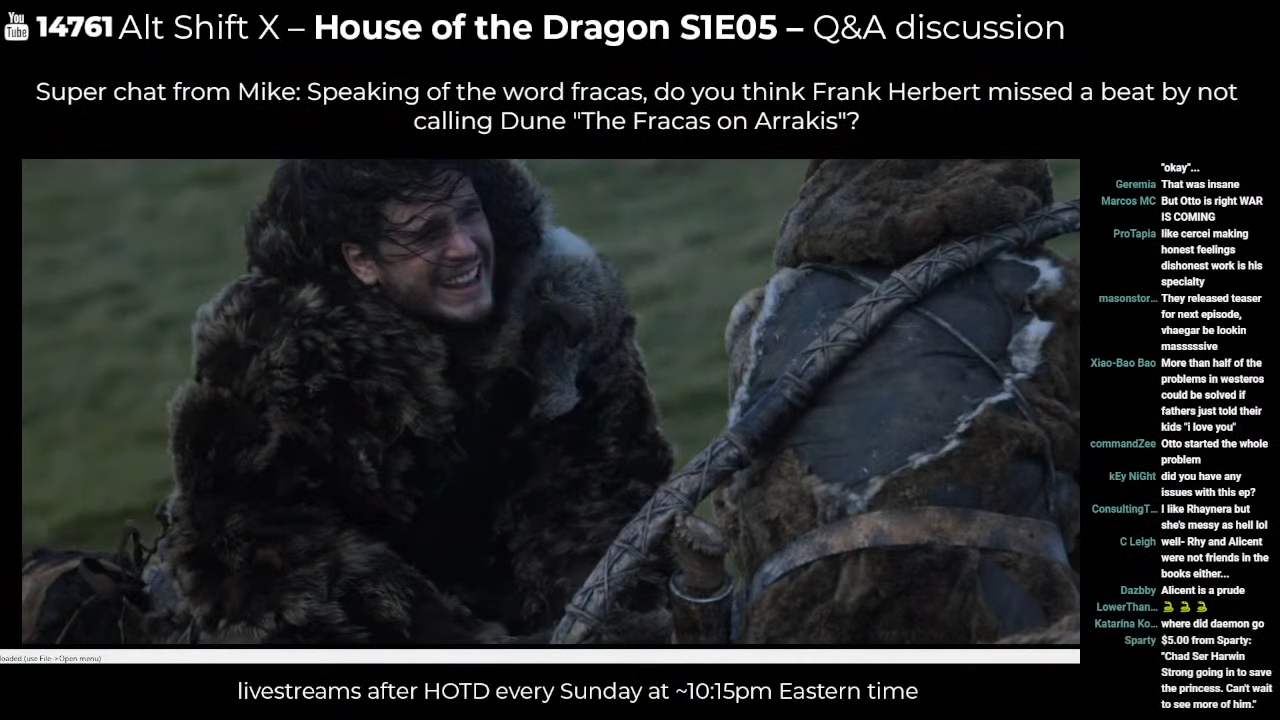 You Tube 14761 Alt Shift X – House of the Dragon S1E05 – Q&A discussion
Super chat from Mike: Speaking of the word fracas, do you think Frank Herbert missed a beat by not
calling Dune "The Fracas on Arrakis"?
"okay"...
Geremia That was insane
Marcos MC But Otto is right WAR
IS COMING
ProTapia like cercei making
honest feelings
dishonest work is his
specialty
masonstor... They released teaser
for next episode,
vhaegar be lookin
masssssive
Xiao-Bao Bao More than half of the
problems in westeros
could be solved if
fathers just told their
kids "i love you"
commandZee Otto started the whole
problem
kEy NiGht did you have any
issues with this ep?
ConsultingT... I like Rhaynera but
she's messy as hell lol
C Leigh well- Rhy and Alicent
were not friends in the
books either...
Dazbby Alicent is a prude
LowerThan... 🐍 🐍 🐍
Katarína Ko... where did daemon go
Sparty $5.00 from Sparty:
"Chad Ser Harwin
Strong going in to save
the princess. Can't wait
to see more of him."
loaded (use File->Open menu)
livestreams after HOTD every Sunday at ~10:15pm Eastern time